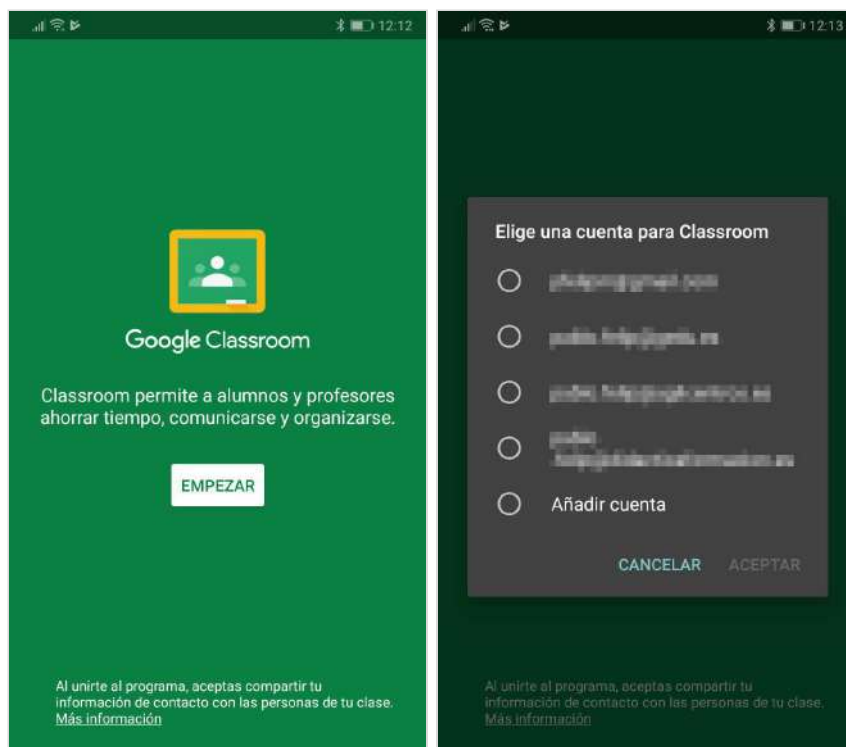 12:12
Google Classroom
Classroom permite a alumnos y profesores
ahorrar tiempo, comunicarse y organizarse.
EMPEZAR
Al unirte al programa, aceptas compartir tu
información de contacto con las personas de tu clase.
Más información
12:13
Elige una cuenta para Classroom
Añadir cuenta
CANCELAR ACEPTAR
Al unirte al programa, aceptas compartir tu
información de contacto con las personas de tu clase.
Más información